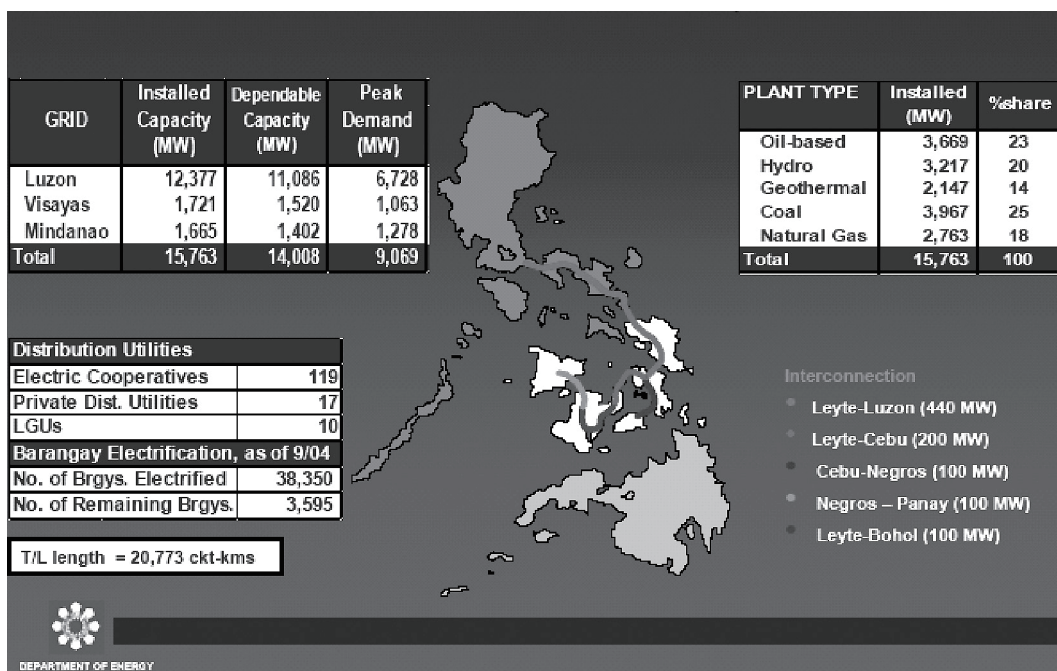 GRID Installed Capacity (MW) Dependable Capacity (MW) Peak Demand (MW)
Luzon 12,377 11,086 6,728
Visayas 1,721 1,520 1,063
Mindanao 1,665 1,402 1,278
Total 15,763 14,008 9,069
PLANT TYPE Installed (MW) %share
Oil-based 3,669 23
Hydro 3,217 20
Geothermal 2,147 14
Coal 3,967 25
Natural Gas 2,763 18
Total 15,763 100
Distribution Utilities
Electric Cooperatives 119
Private Dist. Utilities 17
LGUs 10
Barangay Electrification, as of 9/04
No. of Brgys. Electrified 38,350
No. of Remaining Brgys. 3,595
T/L length = 20,773 ckt-kms
Interconnection
Leyte-Luzon (440 MW)
Leyte-Cebu (200 MW)
Cebu-Negros (100 MW)
Negros – Panay (100 MW)
Leyte-Bohol (100 MW)
DEPARTMENT OF ENERGY